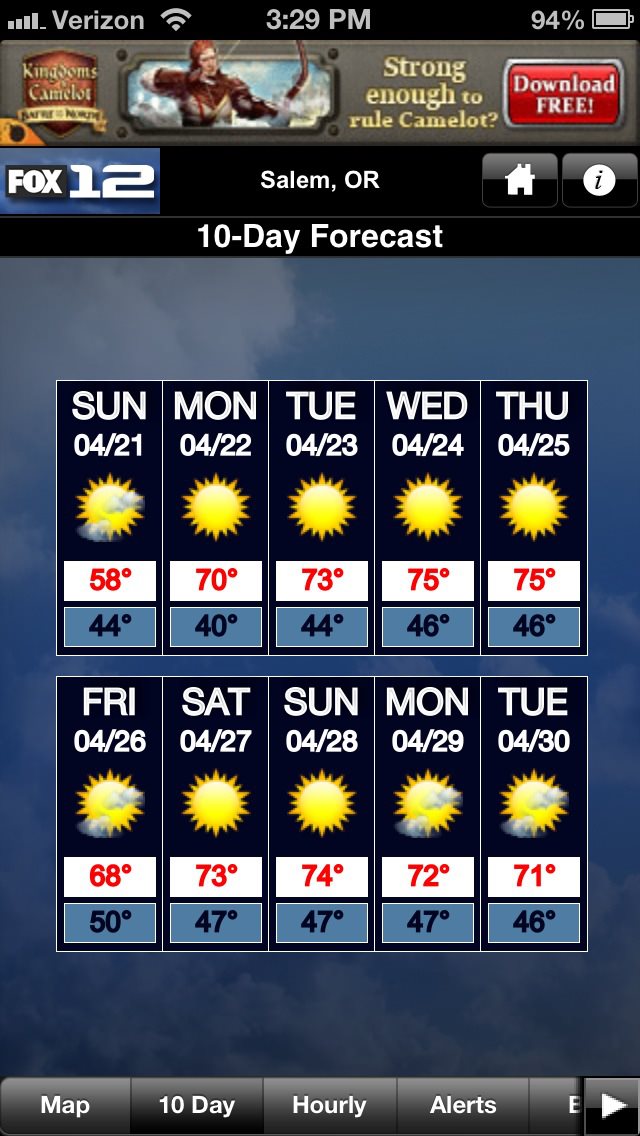 Verizon 3:29 PM 94%
Kingdoms of Camelot
BATTLE for the NORTH
Strong
enough to
rule Camelot?
Download
FREE!
FOX 12
Salem, OR
i
10-Day Forecast
SUN MON TUE WED THU
04/21 04/22 04/23 04/24 04/25
58° 70° 73° 75° 75°
44° 40° 44° 46° 46°
FRI SAT SUN MON TUE
04/26 04/27 04/28 04/29 04/30
68° 73° 74° 72° 71°
50° 47° 47° 47° 46°
Map 10 Day Hourly Alerts